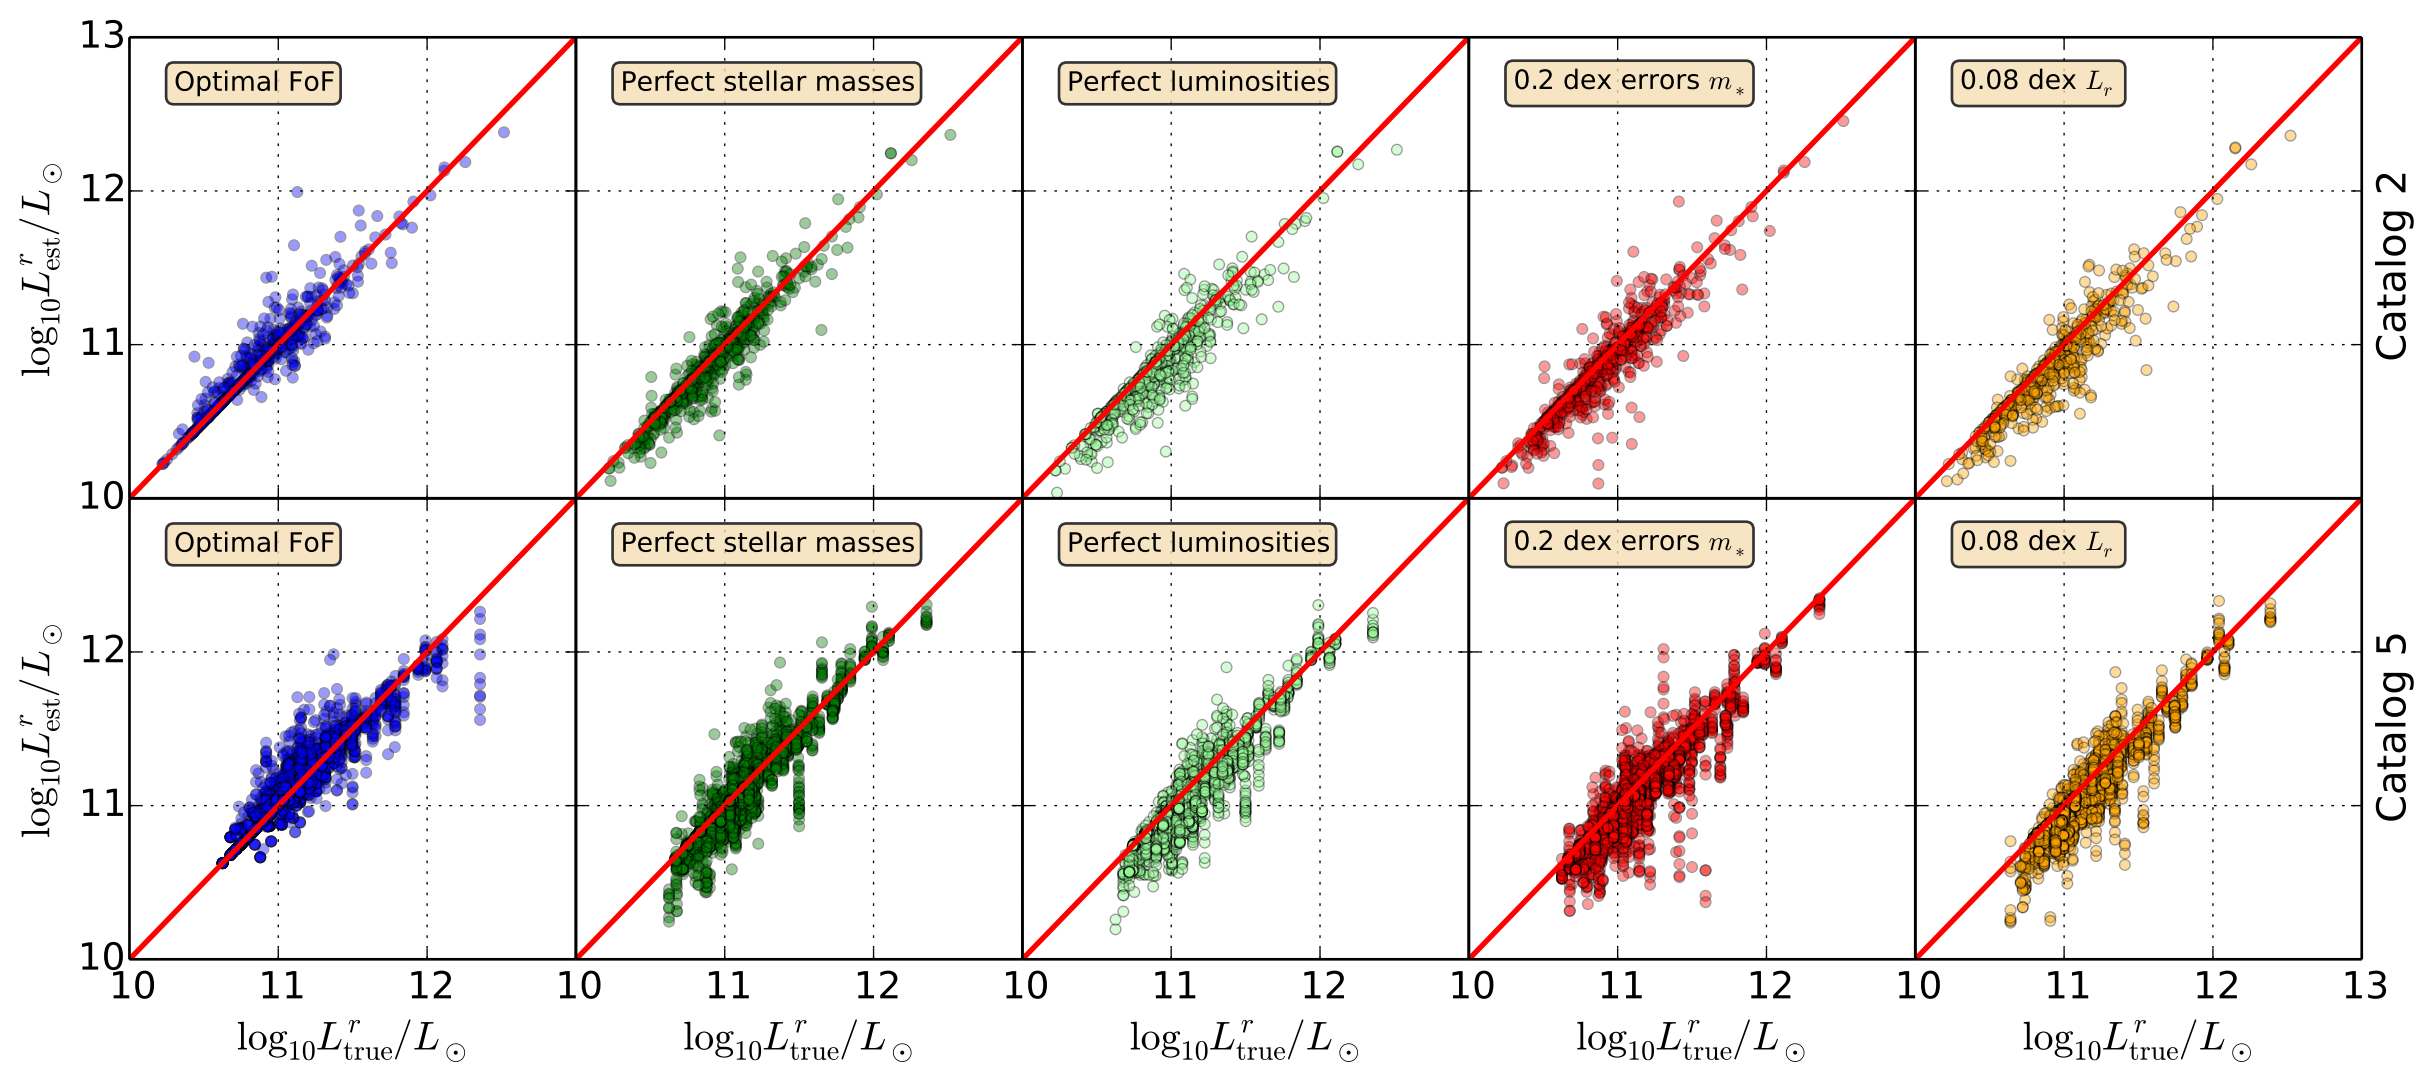 13
12
11
10
log₁₀Lʳest/L☉
Optimal FoF
Perfect stellar masses
Perfect luminosities
0.2 dex errors m*
0.08 dex Lr
Catalog 2
12
11
10
log₁₀Lʳest/L☉
Optimal FoF
Perfect stellar masses
Perfect luminosities
0.2 dex errors m*
0.08 dex Lr
Catalog 5
10 11 12 10 11 12 10 11 12 10 11 12 10 11 12 13
log₁₀Lʳtrue/L☉ log₁₀Lʳtrue/L☉ log₁₀Lʳtrue/L☉ log₁₀Lʳtrue/L☉ log₁₀Lʳtrue/L☉